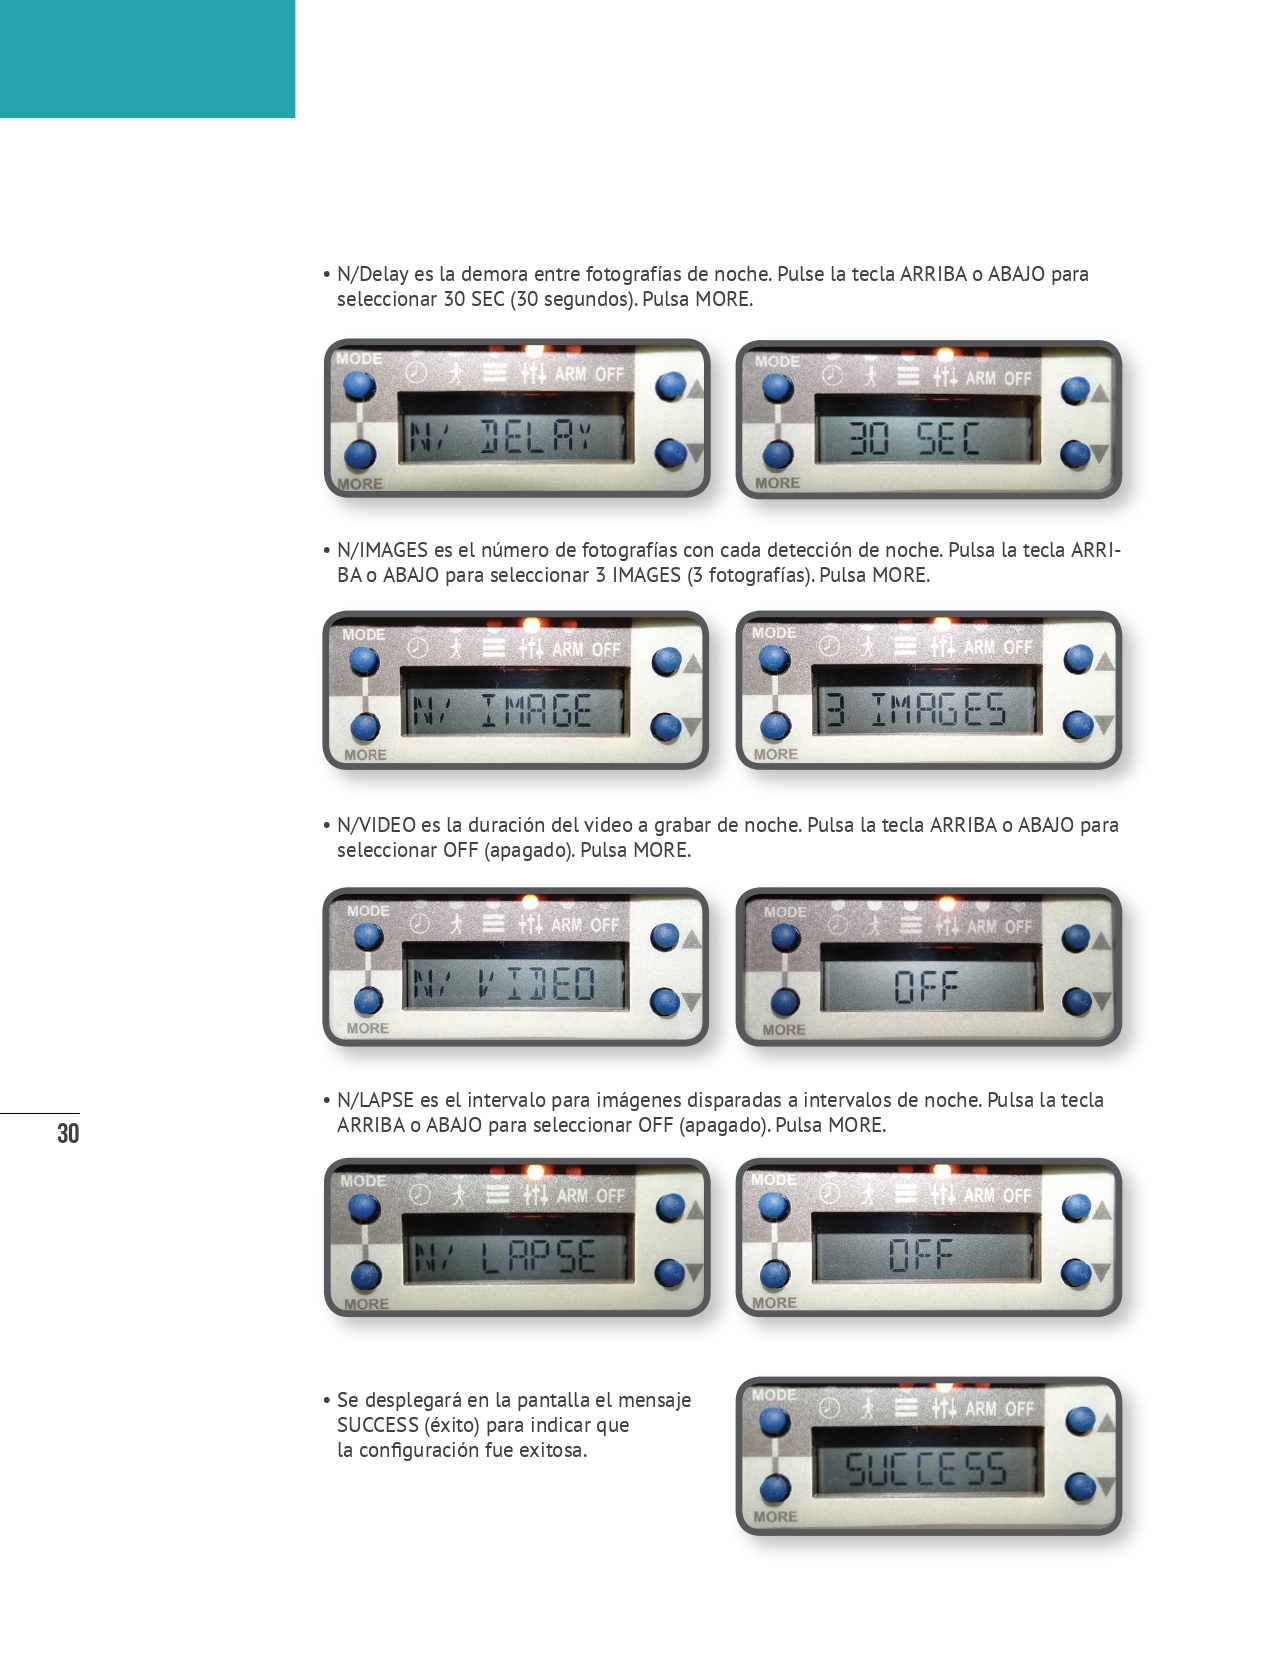 • N/Delay es la demora entre fotografías de noche. Pulse la tecla ARRIBA o ABAJO para
seleccionar 30 SEC (30 segundos). Pulsa MORE.
MODE
ARM OFF
N/ DELAY
MORE
MODE
ARM OFF
30 SEC
MORE
• N/IMAGES es el número de fotografías con cada detección de noche. Pulsa la tecla ARRI-
BA o ABAJO para seleccionar 3 IMAGES (3 fotografías). Pulsa MORE.
MODE
ARM OFF
N/ IMAGE
MORE
MODE
ARM OFF
3 IMAGES
MORE
• N/VIDEO es la duración del video a grabar de noche. Pulsa la tecla ARRIBA o ABAJO para
seleccionar OFF (apagado). Pulsa MORE.
MODE
ARM OFF
N/ VIDEO
MORE
MODE
ARM OFF
OFF
MORE
• N/LAPSE es el intervalo para imágenes disparadas a intervalos de noche. Pulsa la tecla
ARRIBA o ABAJO para seleccionar OFF (apagado). Pulsa MORE.
30
MODE
ARM OFF
N/ LAPSE
MORE
MODE
ARM OFF
OFF
MORE
• Se desplegará en la pantalla el mensaje
SUCCESS (éxito) para indicar que
la configuración fue exitosa.
MODE
ARM OFF
SUCCESS
MORE